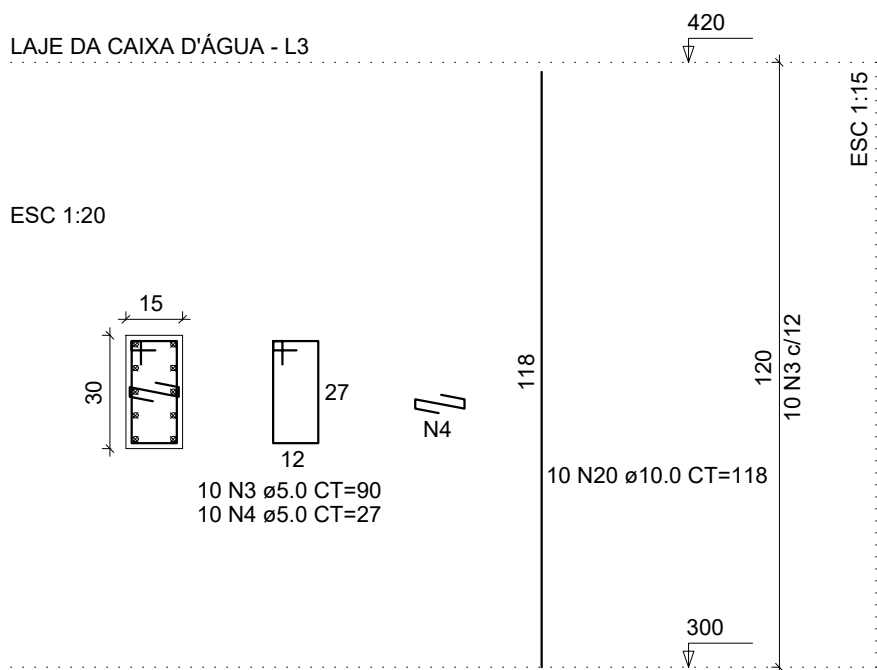 420
LAJE DA CAIXA D'ÁGUA - L3
ESC 1:15
ESC 1:20
15
30
27
12
N4
118
120
10 N3 c/12
10 N3 ø5.0 CT=90
10 N4 ø5.0 CT=27
10 N20 ø10.0 CT=118
300